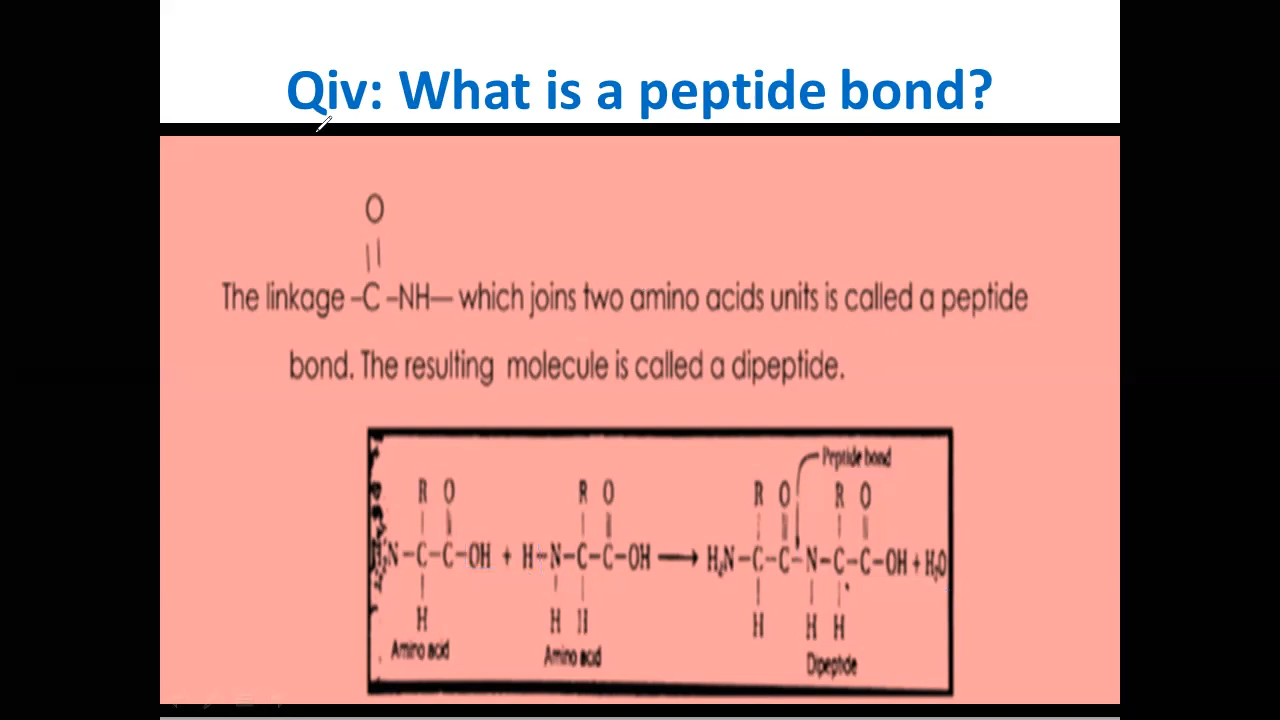 Qiv: What is a peptide bond?
O
||
The linkage –C –NH— which joins two amino acids units is called a peptide
bond. The resulting molecule is called a dipeptide.
Peptide bond
R O R O R O R O
N–C–C–OH + H–N–C–C–OH → H₂N–C–C–N–C–C–OH + H₂O
H H H H H H
Amino acid Amino acid Dipeptide